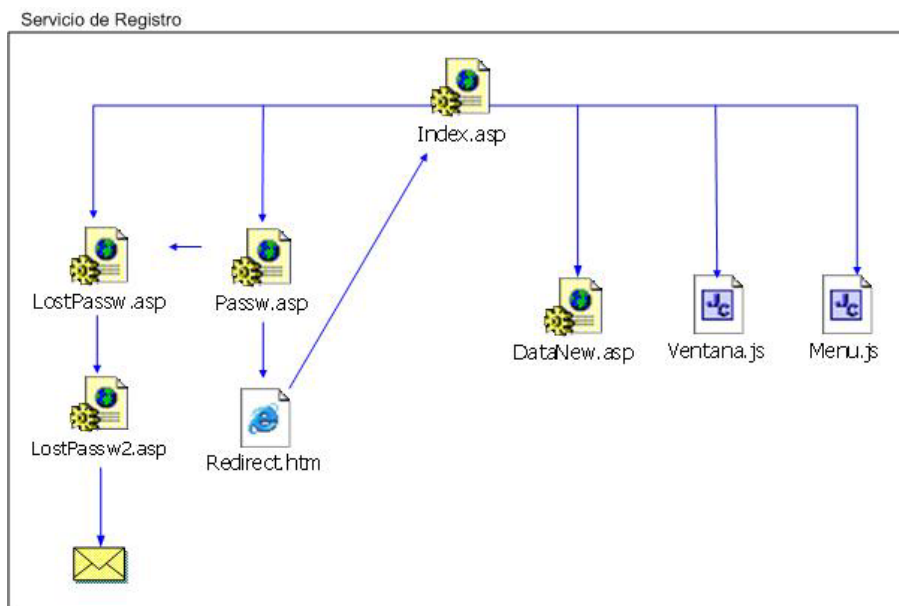 Servicio de Registro
Index.asp
LostPassw.asp
Passw.asp
DataNew.asp
Ventana.js
Menu.js
LostPassw2.asp
Redirect.htm